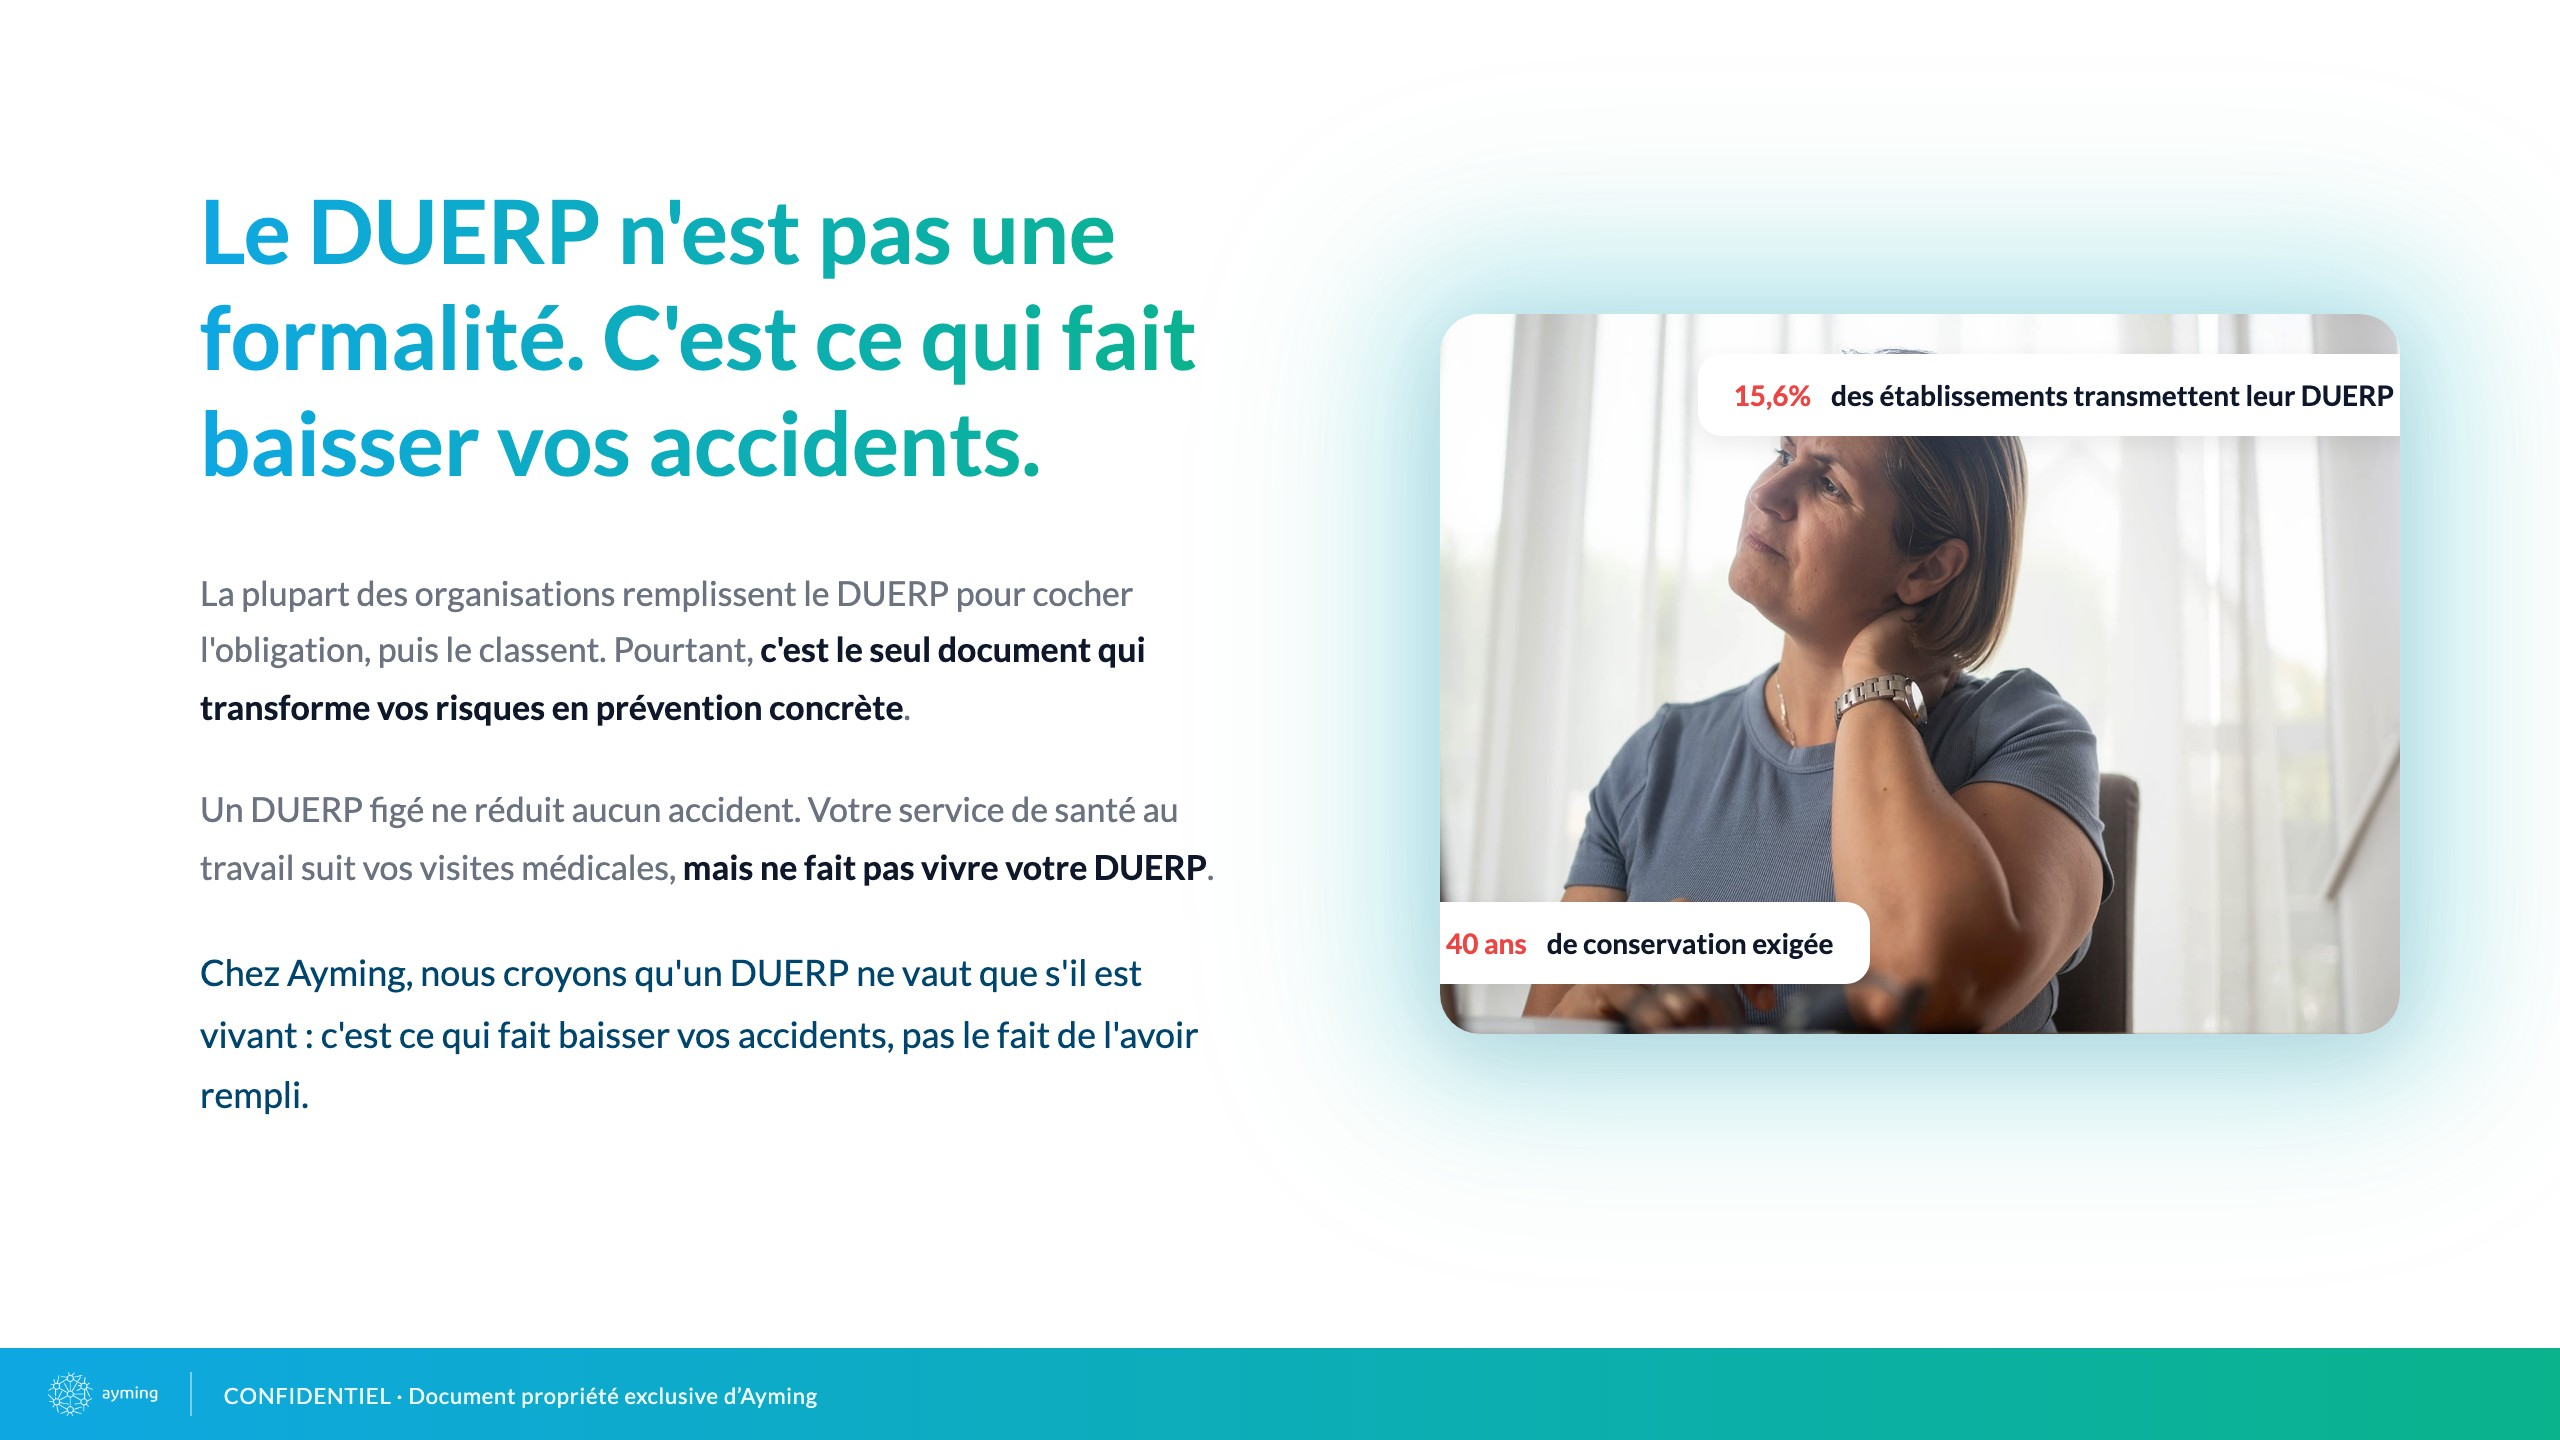 Le DUERP n'est pas une
formalité. C'est ce qui fait
baisser vos accidents.
La plupart des organisations remplissent le DUERP pour cocher
l'obligation, puis le classent. Pourtant, c'est le seul document qui
transforme vos risques en prévention concrète.
Un DUERP figé ne réduit aucun accident. Votre service de santé au
travail suit vos visites médicales, mais ne fait pas vivre votre DUERP.
Chez Ayming, nous croyons qu'un DUERP ne vaut que s'il est
vivant : c'est ce qui fait baisser vos accidents, pas le fait de l'avoir
rempli.
15,6% des établissements transmettent leur DUERP
40 ans de conservation exigée
ayming
CONFIDENTIEL · Document propriété exclusive d’Ayming